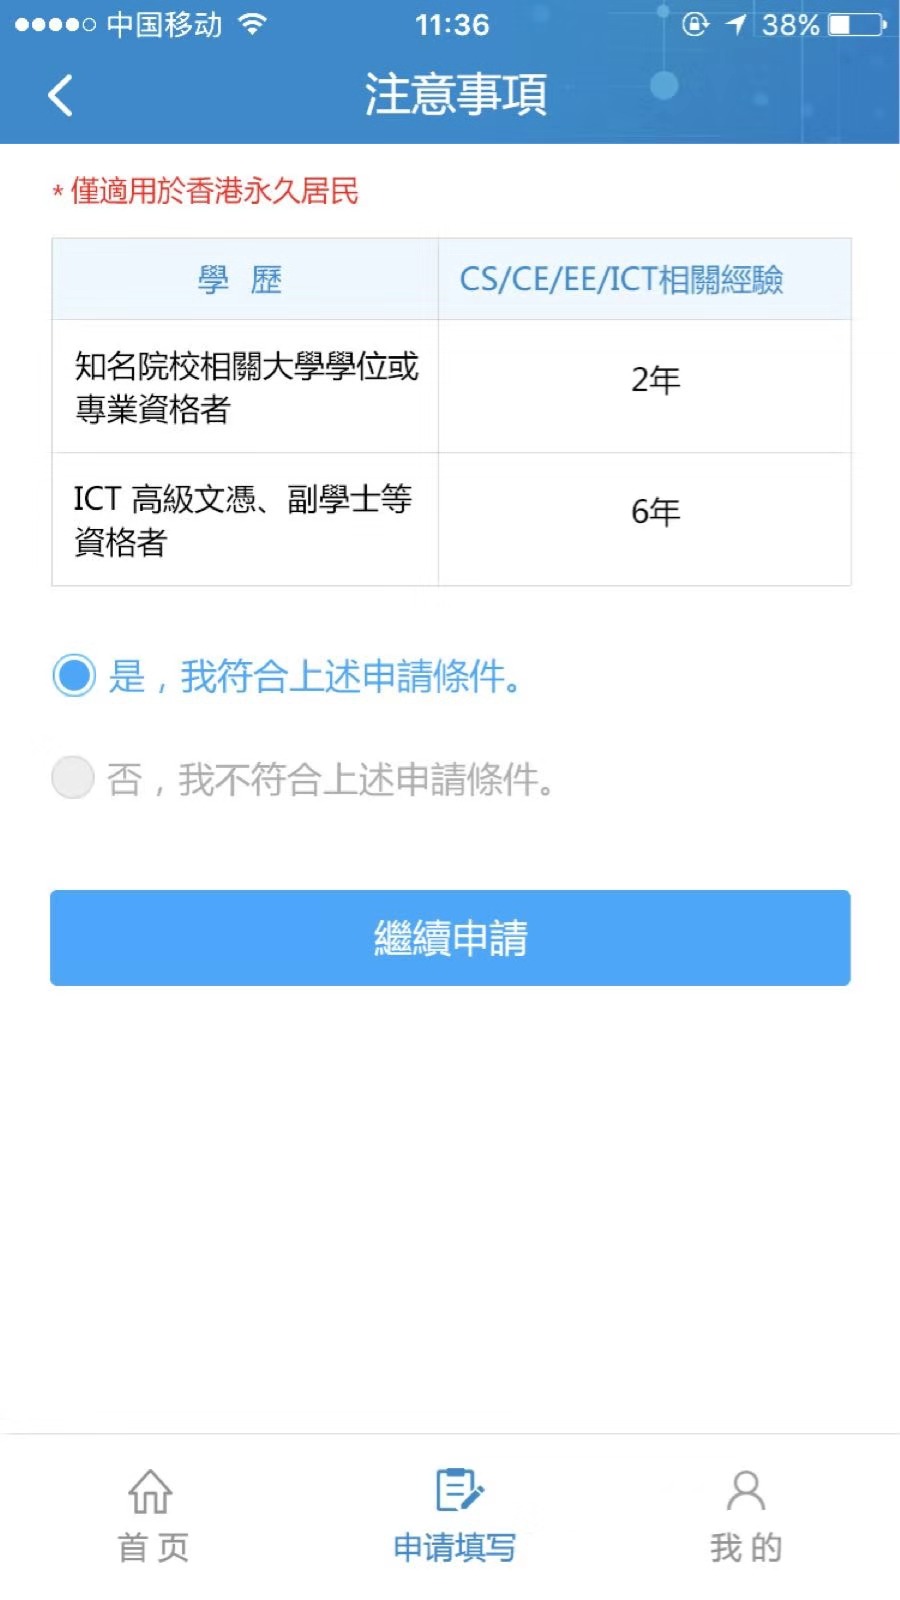 中国移动
11:36
38%
注意事項
* 僅適用於香港永久居民
學 歷
CS/CE/EE/ICT相關經驗
知名院校相關大學學位或
專業資格者
2年
ICT 高級文憑、副學士等
資格者
6年
是，我符合上述申請條件。
否，我不符合上述申請條件。
繼續申請
首页
申请填写
我的